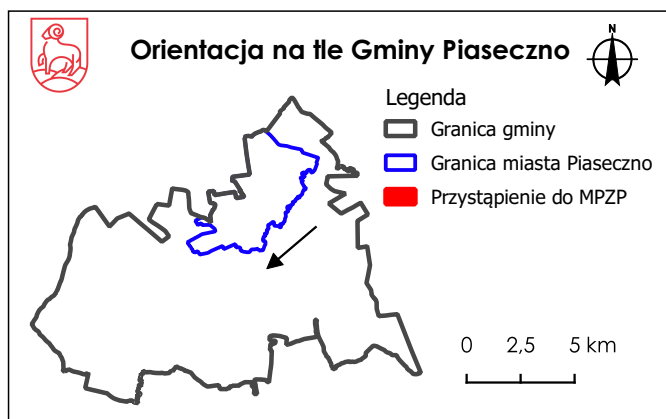 Orientacja na tle Gminy Piaseczno
N
Legenda
Granica gminy
Granica miasta Piaseczno
Przystąpienie do MPZP
0 2,5 5 km